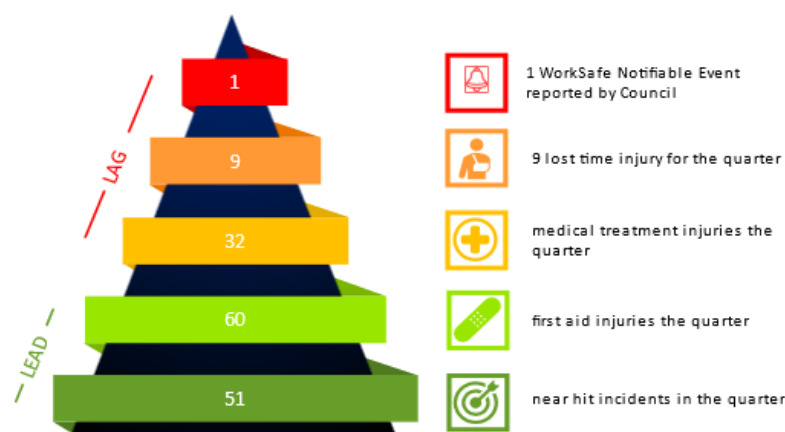 1
1 WorkSafe Notifiable Event
reported by Council
9
9 lost time injury for the quarter
LAG
32
medical treatment injuries the
quarter
60
first aid injuries the quarter
LEAD
51
near hit incidents in the quarter